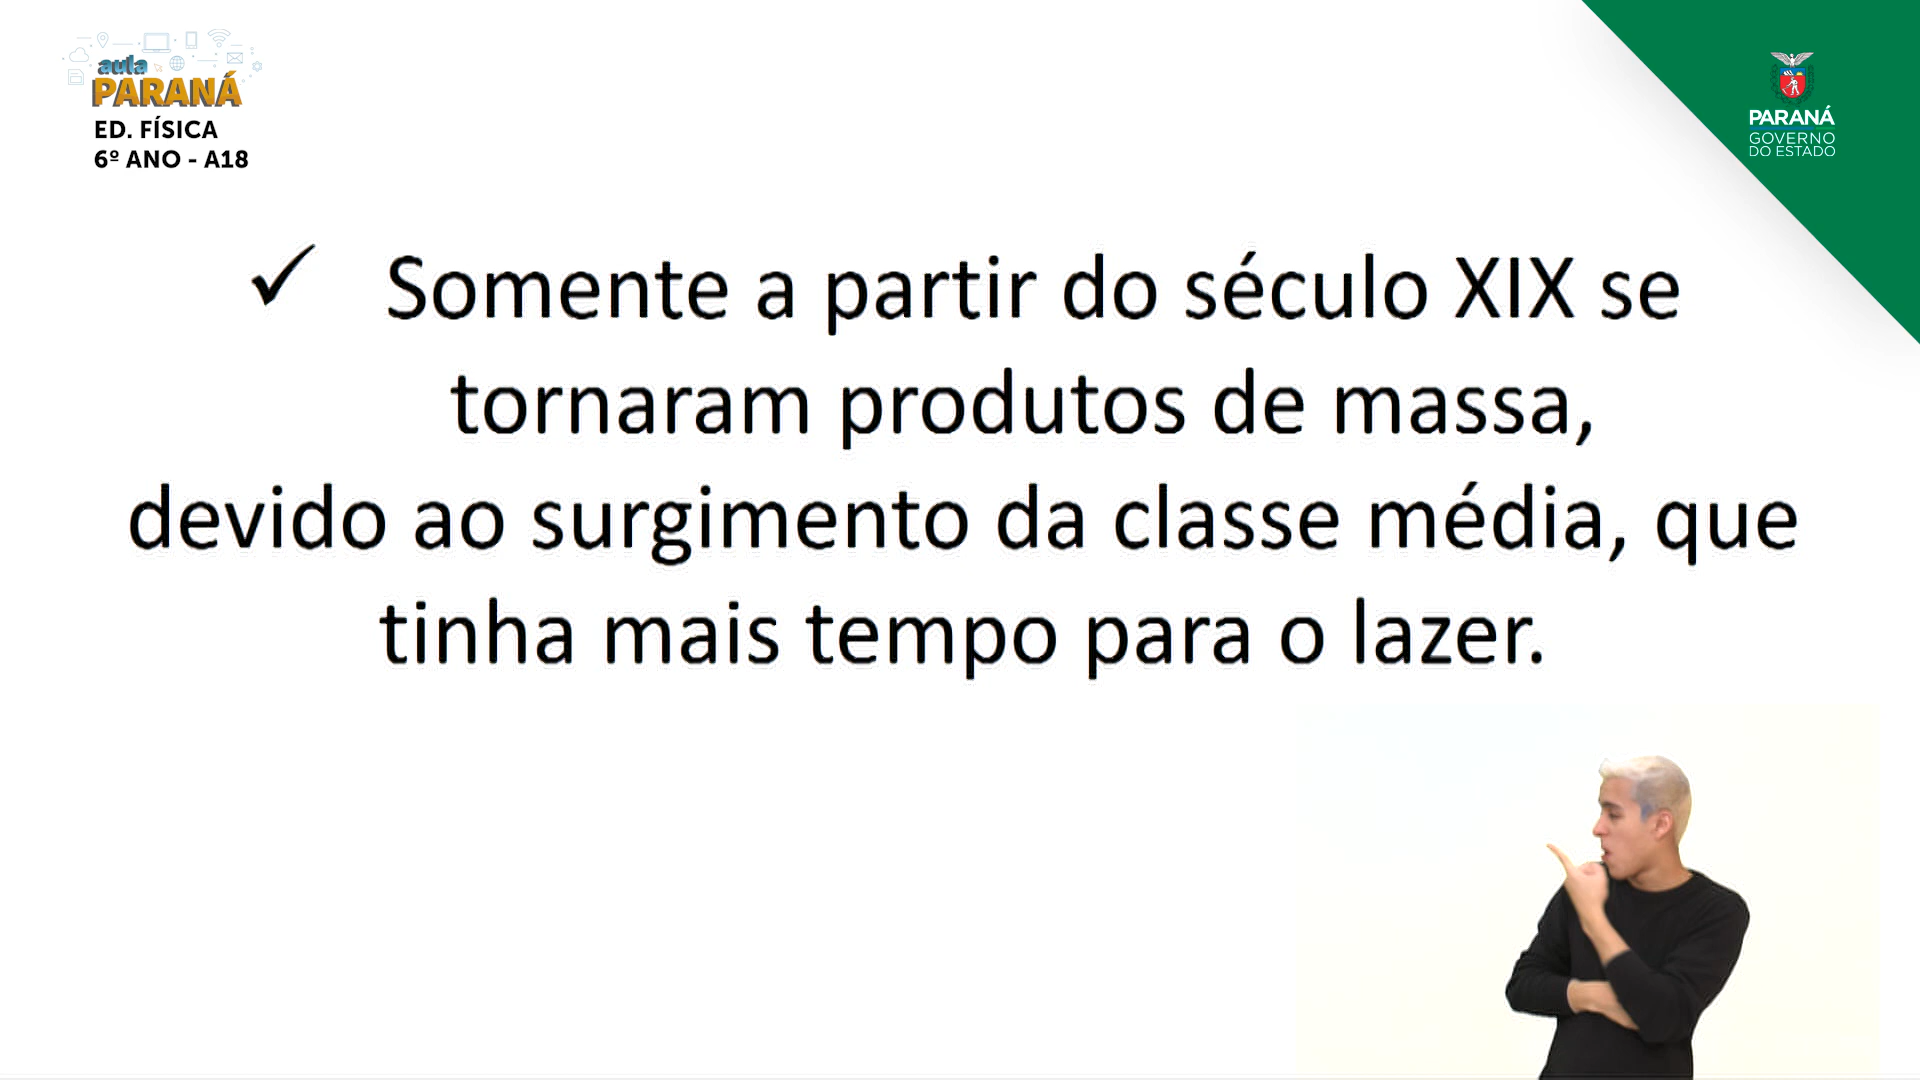 aula
PARANÁ
ED. FÍSICA
6º ANO - A18
PARANÁ
GOVERNO
DO ESTADO
✓ Somente a partir do século XIX se
tornaram produtos de massa,
devido ao surgimento da classe média, que
tinha mais tempo para o lazer.